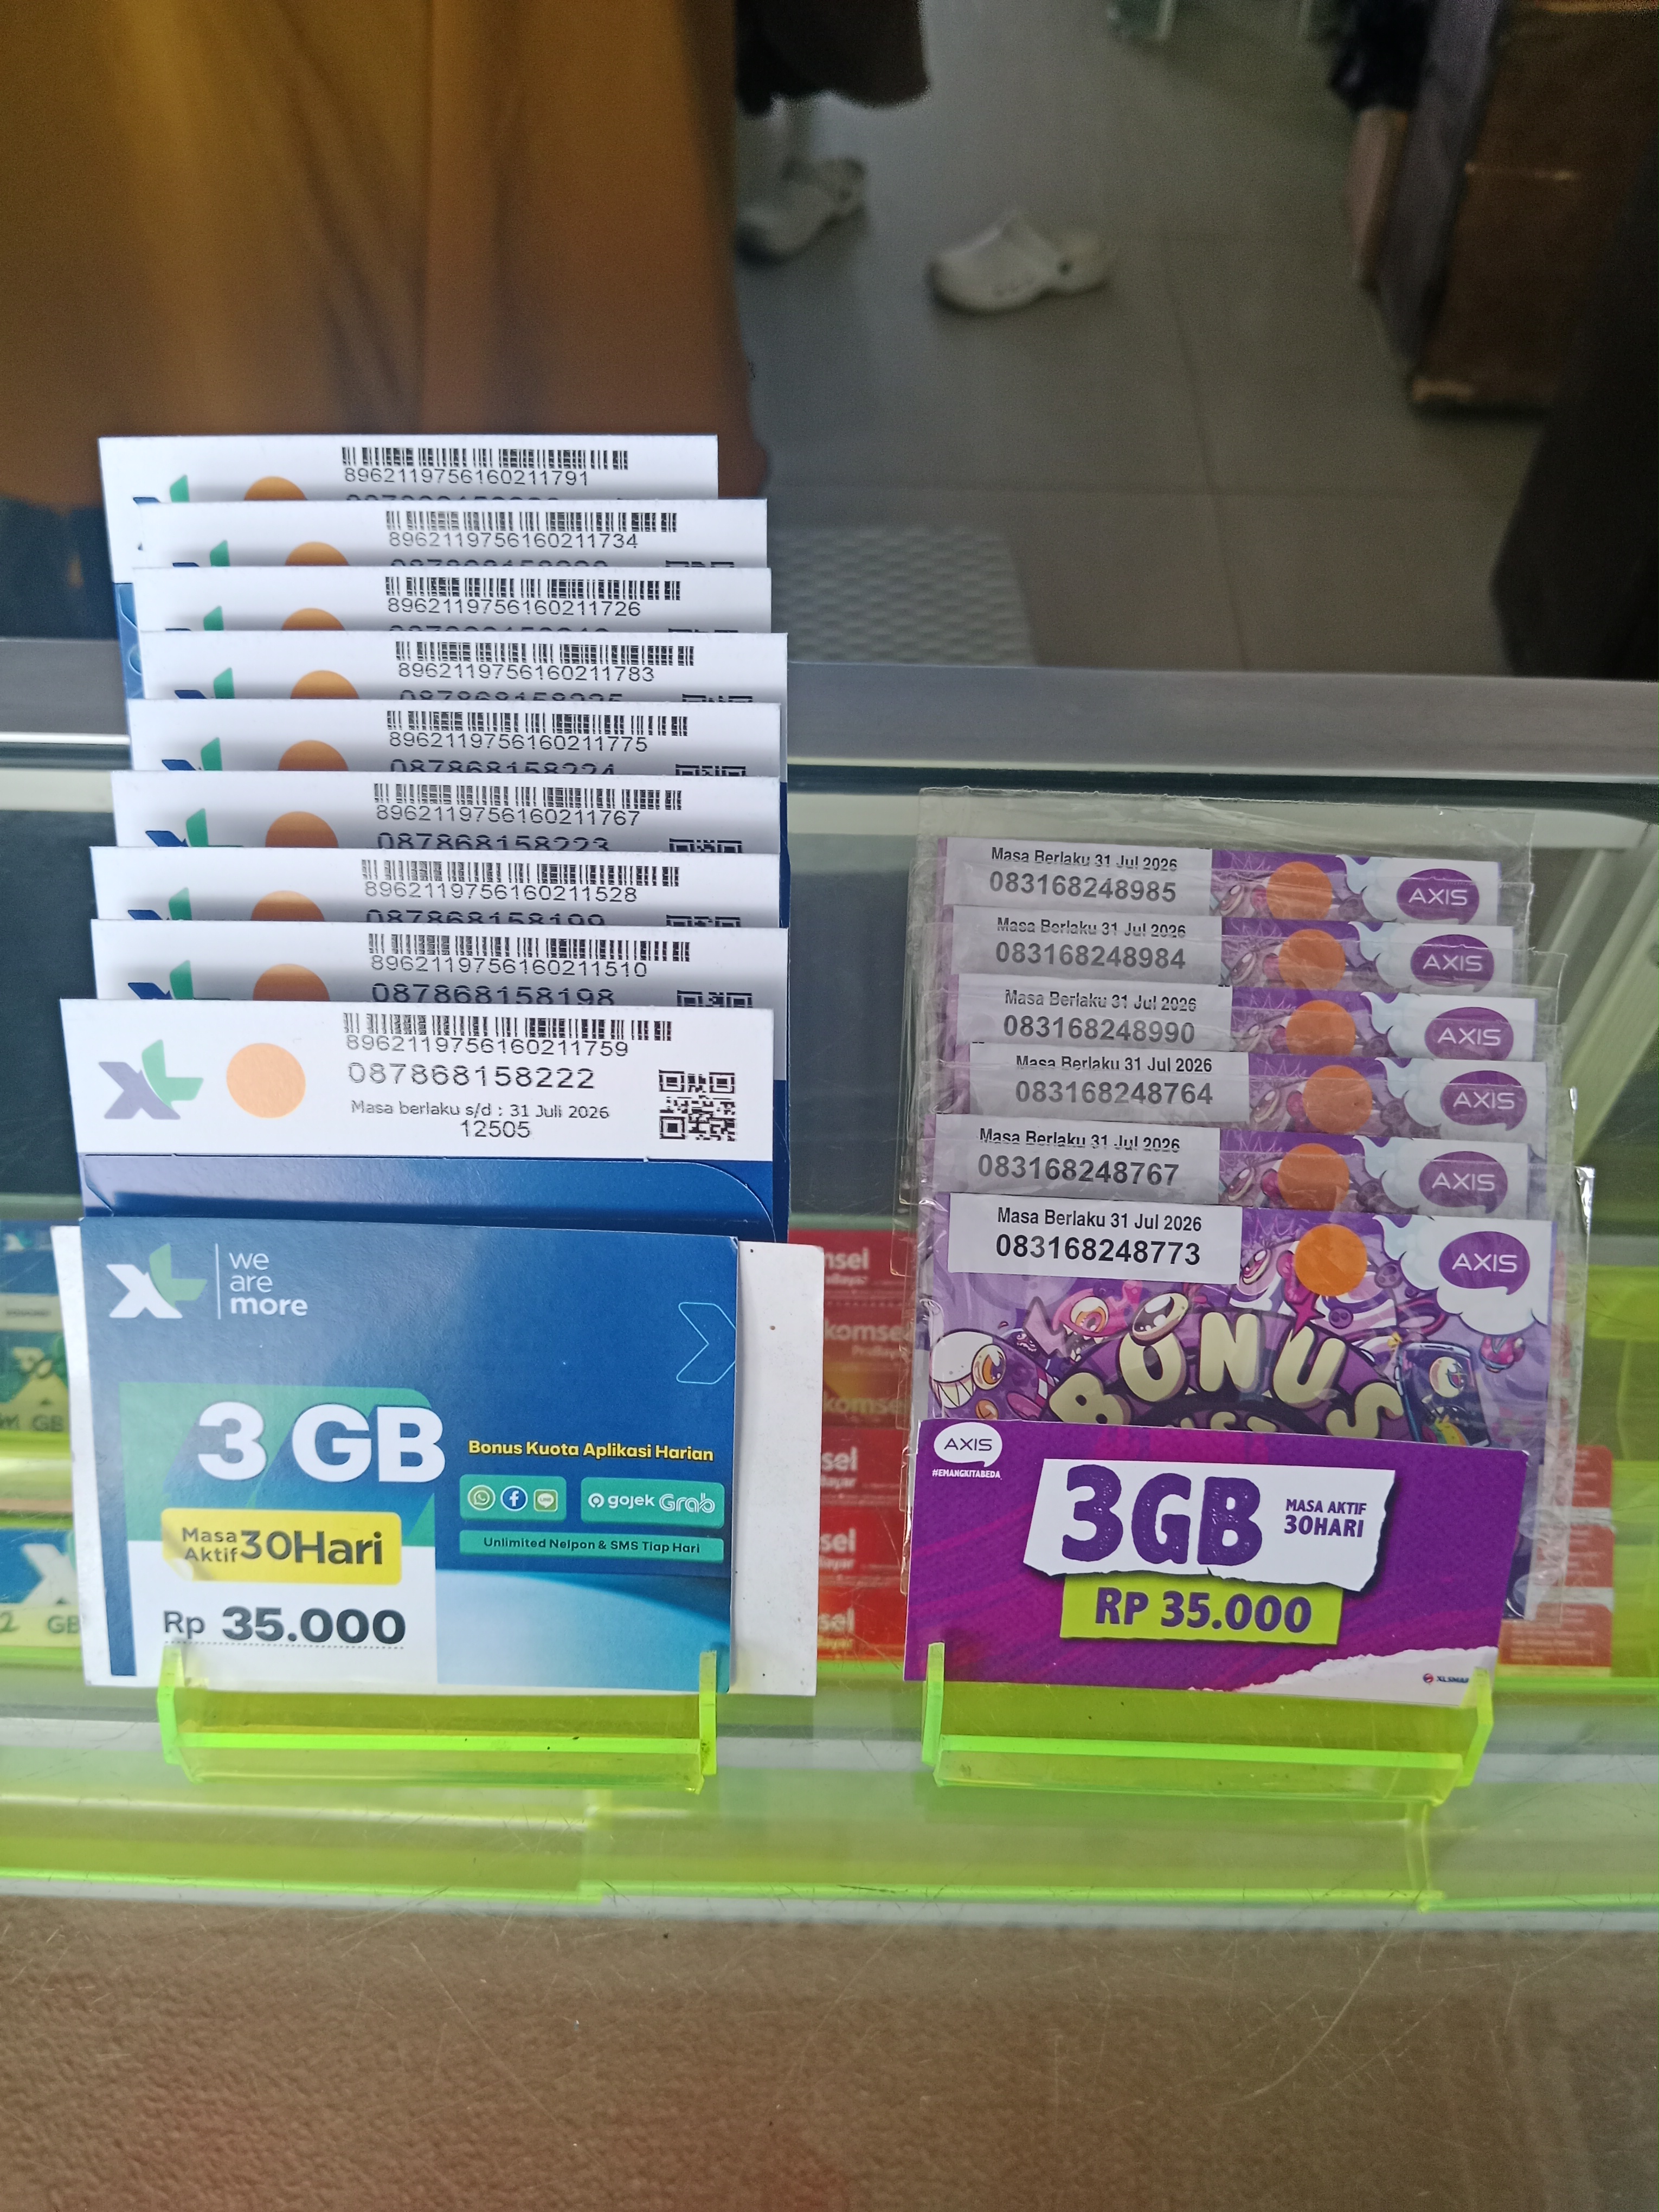 8962119756160211791
8962119756160211734
8962119756160211726
8962119756160211783
087868158225
8962119756160211775
087868158224
8962119756160211767
087868158223
8962119756160211528
087868158199
8962119756160211510
087868158198
8962119756160211759
087868158222
Masa berlaku s/d : 31 Juli 2026
12505
XL
we
are
more
3 GB
Bonus Kuota Aplikasi Harian
gojek Grab
Unlimited Nelpon & SMS Tiap Hari
Masa
Aktif 30Hari
Rp 35.000
Masa Berlaku 31 Jul 2026
083168248985
AXIS
Masa Berlaku 31 Jul 2026
083168248984
AXIS
Masa Berlaku 31 Jul 2026
083168248990
AXIS
Masa Berlaku 31 Jul 2026
083168248764
AXIS
Masa Berlaku 31 Jul 2026
083168248767
AXIS
Masa Berlaku 31 Jul 2026
083168248773
AXIS
BONUS
AXIS
#EMANGKITABEDA
3GB
MASA AKTIF
30HARI
RP 35.000
XLSMART